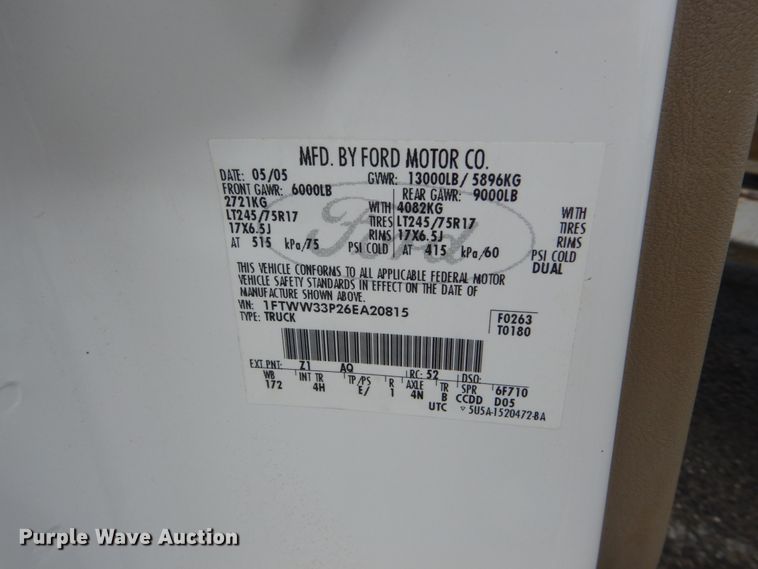 MFD. BY FORD MOTOR CO.
DATE: 05/05 GVWR: 13000LB/ 5896KG
FRONT GAWR: 6000LB REAR GAWR: 9000LB
2721KG WITH 4082KG WITH
LT245/75R17 TIRES LT245/75R17 TIRES
17X6.5J RIMS 17X6.5J RIMS
AT 515 kPa/75 PSI COLD AT 415 kPa/60 PSI COLD
DUAL
Ford
THIS VEHICLE CONFORMS TO ALL APPLICABLE FEDERAL MOTOR
VEHICLE SAFETY STANDARDS IN EFFECT ON THE DATE OF
MANUFACTURE SHOWN ABOVE.
VIN: 1FTWW33P26EA20815 F0263
TYPE: TRUCK T0180
EXT PNT: Z1 AQ RC: 52 DSO:
WB INT TR TP/PS R AXLE TR SPR 6F710
172 4H E/ 1 4N B CCDD D05
UTC ▽ 5U5A-1520472-BA
Purple Wave Auction